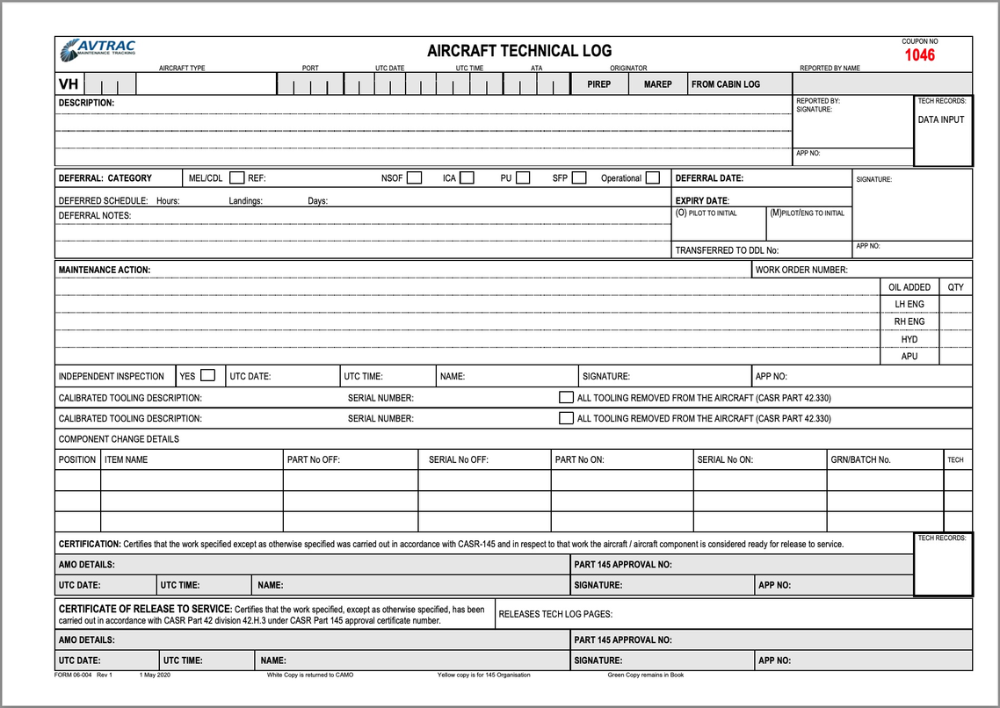 AVTRAC
MAINTENANCE TRACKING
AIRCRAFT TECHNICAL LOG
COUPON NO
1046
AIRCRAFT TYPE PORT UTC DATE UTC TIME ATA ORIGINATOR REPORTED BY NAME
VH PIREP MAREP FROM CABIN LOG
DESCRIPTION:
REPORTED BY:
SIGNATURE:
APP NO:
TECH RECORDS:
DATA INPUT
DEFERRAL: CATEGORY MEL/CDL REF: NSOF ICA PU SFP Operational DEFERRAL DATE: SIGNATURE:
DEFERRED SCHEDULE: Hours: Landings: Days: EXPIRY DATE:
DEFERRAL NOTES: (O) PILOT TO INITIAL (M)PILOT/ENG TO INITIAL
TRANSFERRED TO DDL No: APP NO:
MAINTENANCE ACTION: WORK ORDER NUMBER:
OIL ADDED QTY
LH ENG
RH ENG
HYD
APU
INDEPENDENT INSPECTION YES UTC DATE: UTC TIME: NAME: SIGNATURE: APP NO:
CALIBRATED TOOLING DESCRIPTION: SERIAL NUMBER: ALL TOOLING REMOVED FROM THE AIRCRAFT (CASR PART 42.330)
CALIBRATED TOOLING DESCRIPTION: SERIAL NUMBER: ALL TOOLING REMOVED FROM THE AIRCRAFT (CASR PART 42.330)
COMPONENT CHANGE DETAILS
POSITION ITEM NAME PART No OFF: SERIAL No OFF: PART No ON: SERIAL No ON: GRN/BATCH No. TECH
CERTIFICATION: Certifies that the work specified except as otherwise specified was carried out in accordance with CASR-145 and in respect to that work the aircraft / aircraft component is considered ready for release to service.
TECH RECORDS:
AMO DETAILS: PART 145 APPROVAL NO:
UTC DATE: UTC TIME: NAME: SIGNATURE: APP NO:
CERTIFICATE OF RELEASE TO SERVICE: Certifies that the work specified, except as otherwise specified, has been
carried out in accordance with CASR Part 42 division 42.H.3 under CASR Part 145 approval certificate number.
RELEASES TECH LOG PAGES:
AMO DETAILS: PART 145 APPROVAL NO:
UTC DATE: UTC TIME: NAME: SIGNATURE: APP NO:
FORM 06-004 Rev 1 1 May 2020 White Copy is returned to CAMO Yellow copy is for 145 Organisation Green Copy remains in Book